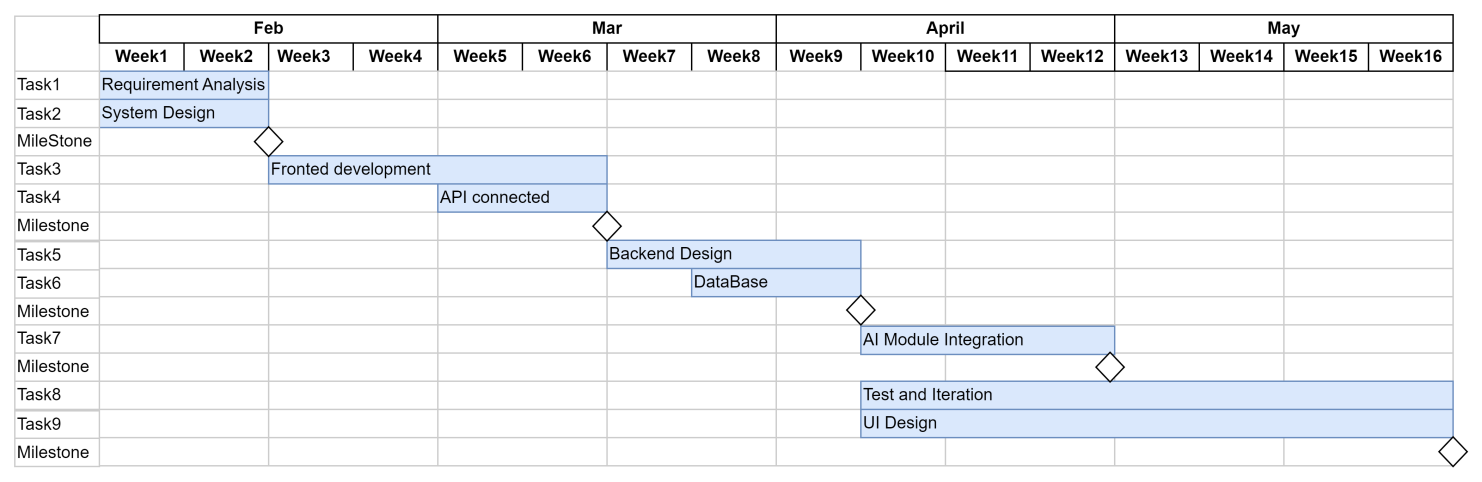 Feb Mar April May
Week1 Week2 Week3 Week4 Week5 Week6 Week7 Week8 Week9 Week10 Week11 Week12 Week13 Week14 Week15 Week16
Task1 Requirement Analysis
Task2 System Design
MileStone
Task3 Fronted development
Task4 API connected
Milestone
Task5 Backend Design
Task6 DataBase
Milestone
Task7 AI Module Integration
Milestone
Task8 Test and Iteration
Task9 UI Design
Milestone